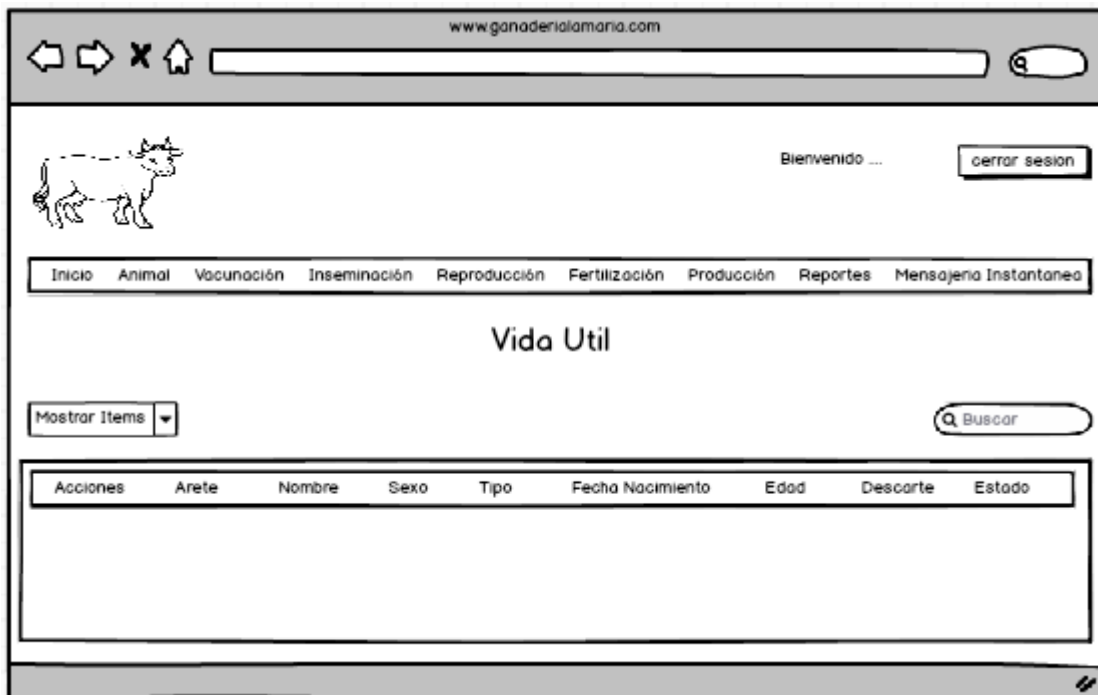 www.ganaderialamaria.com
Bienvenido ...
cerrar sesion
Inicio Animal Vacunación Inseminación Reproducción Fertilización Producción Reportes Mensajeria Instantanea
Vida Util
Mostrar Items
Buscar
Acciones Arete Nombre Sexo Tipo Fecha Nacimiento Edad Descarte Estado